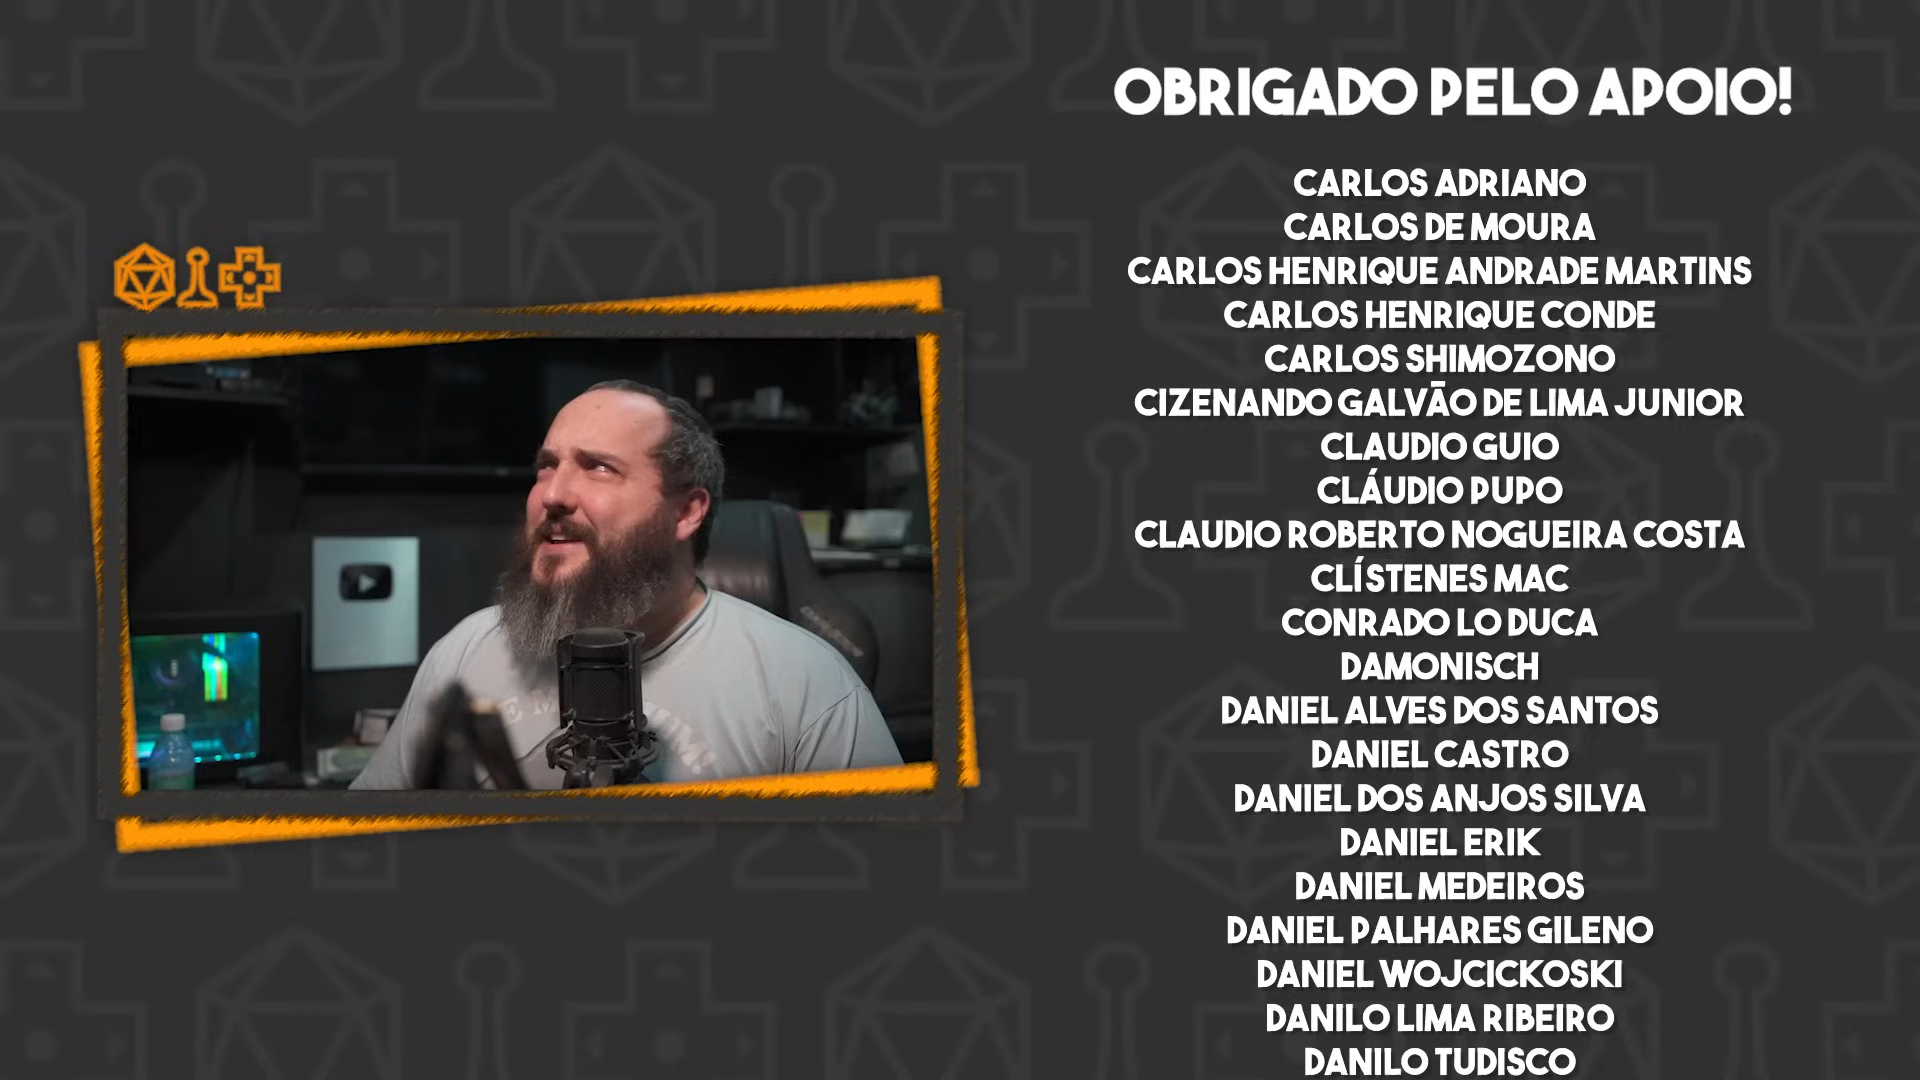 OBRIGADO PELO APOIO!
CARLOS ADRIANO
CARLOS DE MOURA
CARLOS HENRIQUE ANDRADE MARTINS
CARLOS HENRIQUE CONDE
CARLOS SHIMOZONO
CIZENANDO GALVÃO DE LIMA JUNIOR
CLAUDIO GUIO
CLÁUDIO PUPO
CLAUDIO ROBERTO NOGUEIRA COSTA
CLÍSTENES MAC
CONRADO LO DUCA
DAMONISCH
DANIEL ALVES DOS SANTOS
DANIEL CASTRO
DANIEL DOS ANJOS SILVA
DANIEL ERIK
DANIEL MEDEIROS
DANIEL PALHARES GILENO
DANIEL WOJCICKOSKI
DANILO LIMA RIBEIRO
DANILO TUDISCO